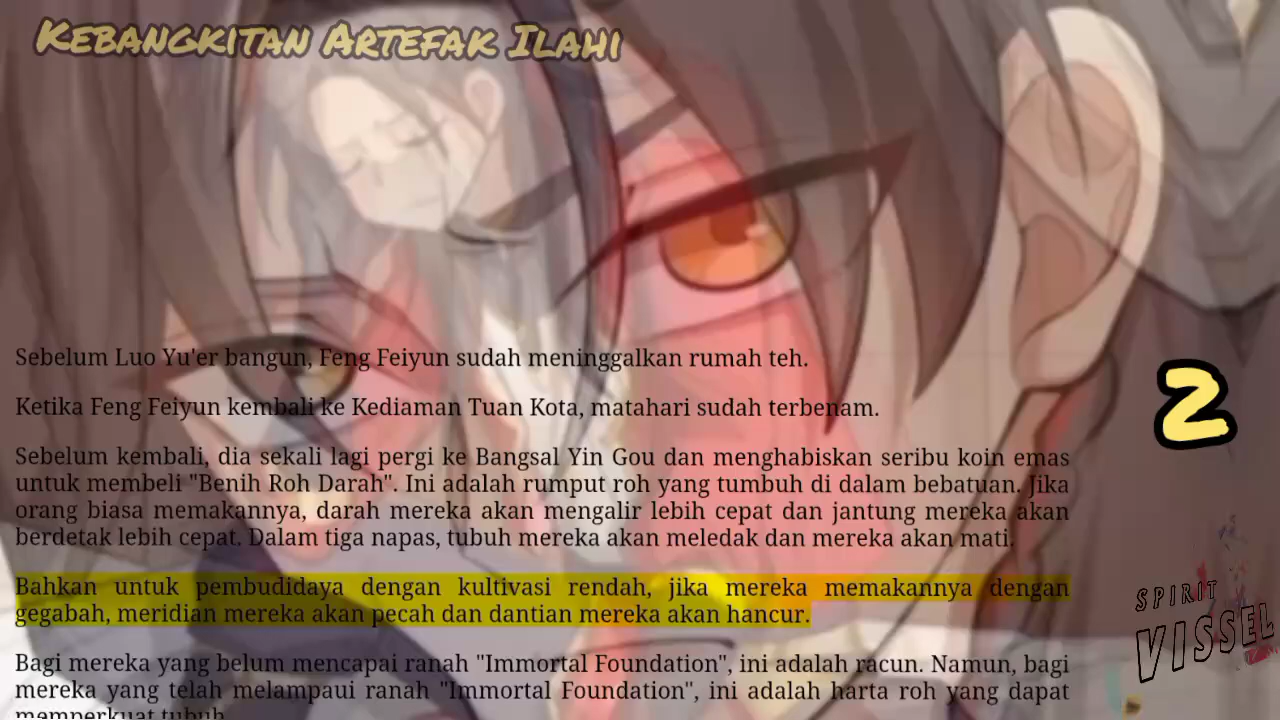 Kebangkitan Artefak Ilahi
Sebelum Luo Yu'er bangun, Feng Feiyun sudah meninggalkan rumah teh.
Ketika Feng Feiyun kembali ke Kediaman Tuan Kota, matahari sudah terbenam.
2
Sebelum kembali, dia sekali lagi pergi ke Bangsal Yin Gou dan menghabiskan seribu koin emas
untuk membeli "Benih Roh Darah". Ini adalah rumput roh yang tumbuh di dalam bebatuan. Jika
orang biasa memakannya, darah mereka akan mengalir lebih cepat dan jantung mereka akan
berdetak lebih cepat. Dalam tiga napas, tubuh mereka akan meledak dan mereka akan mati.
Bahkan untuk pembudidaya dengan kultivasi rendah, jika mereka memakannya dengan
gegabah, meridian mereka akan pecah dan dantian mereka akan hancur.
SPIRIT
VISSEL
Bagi mereka yang belum mencapai ranah "Immortal Foundation", ini adalah racun. Namun, bagi
mereka yang telah melampaui ranah "Immortal Foundation", ini adalah harta roh yang dapat
memperkuat tubuh